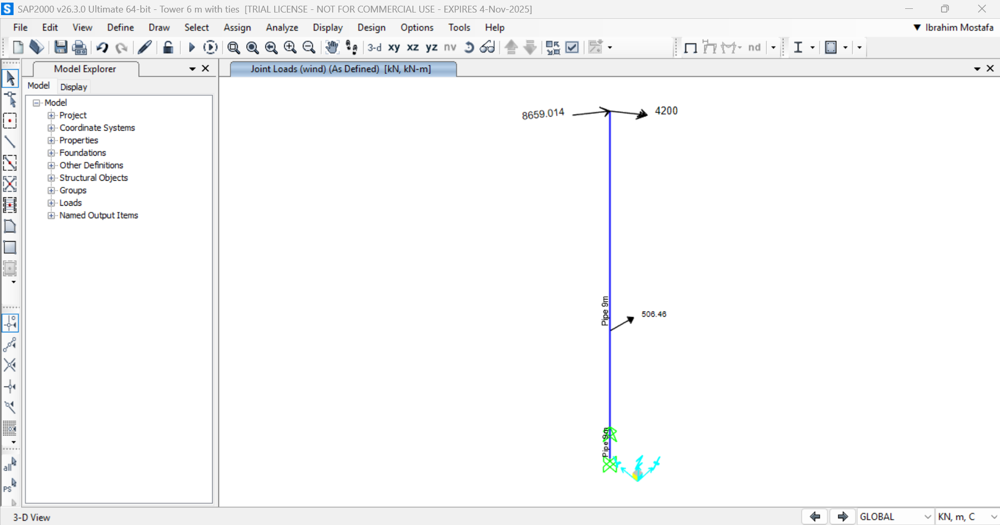 SAP2000 v26.3.0 Ultimate 64-bit - Tower 6 m with ties  [TRIAL LICENSE - NOT FOR COMMERCIAL USE - EXPIRES 4-Nov-2025]
File Edit View Define Draw Select Assign Analyze Display Design Options Tools Help
Ibrahim Mostafa
3-d xy xz yz nv nd
Model Explorer
Joint Loads (wind) (As Defined)  [kN, kN-m]
Model Display
Model
Project
Coordinate Systems
Properties
Foundations
Other Definitions
Structural Objects
Groups
Loads
Named Output Items
8659.014
4200
Pipe 9m
506.46
Pipe 9m
Z
all
PS
3-D View
GLOBAL
KN, m, C